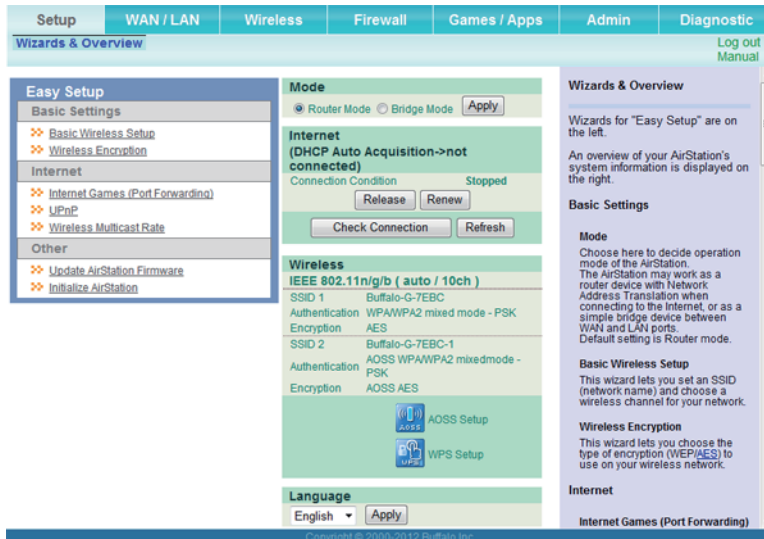 Setup
WAN / LAN
Wireless
Firewall
Games / Apps
Admin
Diagnostic
Wizards & Overview
Log out
Manual
Easy Setup
Basic Settings
Basic Wireless Setup
Wireless Encryption
Internet
Internet Games (Port Forwarding)
UPnP
Wireless Multicast Rate
Other
Update AirStation Firmware
Initialize AirStation
Mode
Router Mode Bridge Mode Apply
Internet
(DHCP Auto Acquisition->not
connected)
Connection Condition Stopped
Release Renew
Check Connection Refresh
Wireless
IEEE 802.11n/g/b ( auto / 10ch )
SSID 1 Buffalo-G-7EBC
Authentication WPA/WPA2 mixed mode - PSK
Encryption AES
SSID 2 Buffalo-G-7EBC-1
Authentication AOSS WPA/WPA2 mixedmode -
PSK
Encryption AOSS AES
AOSS
AOSS Setup
WPS
WPS Setup
Language
English Apply
Wizards & Overview
Wizards for "Easy Setup" are on
the left.
An overview of your AirStation's
system information is displayed on
the right.
Basic Settings
Mode
Choose here to decide operation
mode of the AirStation.
The AirStation may work as a
router device with Network
Address Translation when
connecting to the Internet, or as a
simple bridge device between
WAN and LAN ports.
Default setting is Router mode.
Basic Wireless Setup
This wizard lets you set an SSID
(network name) and choose a
wireless channel for your network.
Wireless Encryption
This wizard lets you choose the
type of encryption (WEP/AES) to
use on your wireless network.
Internet
Internet Games (Port Forwarding)
Copyright © 2000-2012 Buffalo Inc.